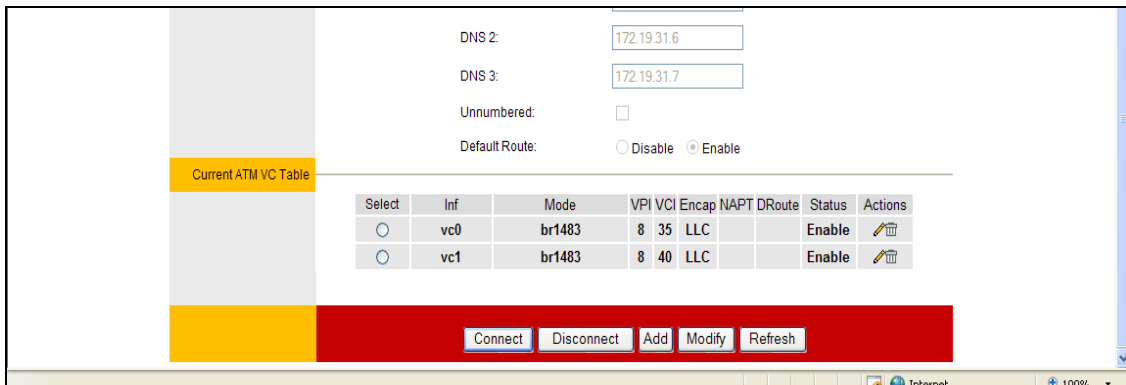 DNS 2: 172.19.31.6
DNS 3: 172.19.31.7
Unnumbered:
Default Route: Disable Enable
Current ATM VC Table
Select Inf Mode VPI VCI Encap NAPT DRoute Status Actions
vc0 br1483 8 35 LLC Enable
vc1 br1483 8 40 LLC Enable
Connect Disconnect Add Modify Refresh
Internet 100%